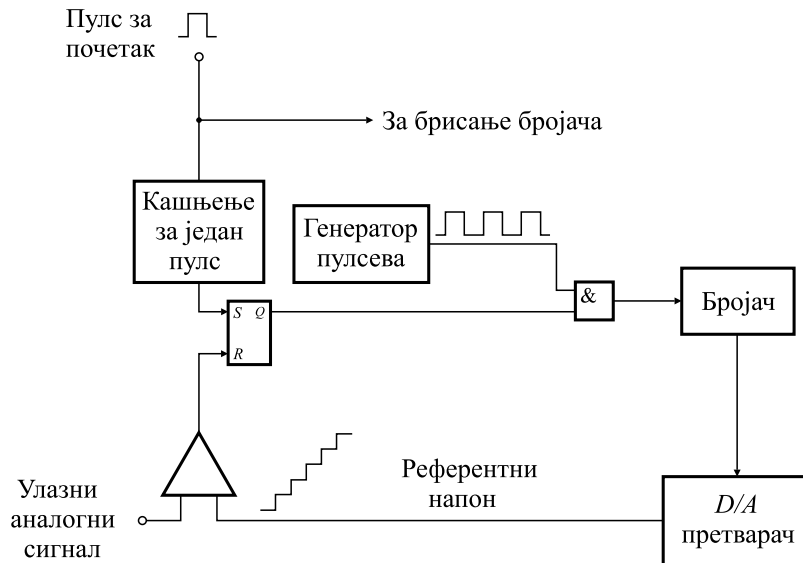 Пулс за
почетак
За брисање бројача
Кашњење
за један
пулс
Генератор
пулсева
&
Бројач
S Q
R
Референтни
напон
Улазни
аналогни
сигнал
D/A
претварач